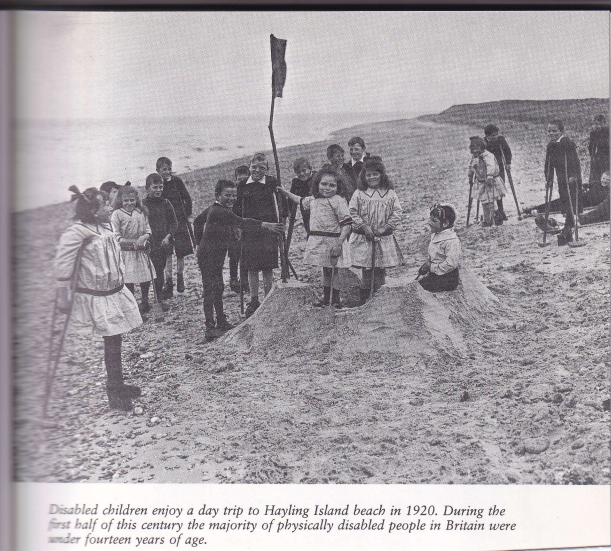 Disabled children enjoy a day trip to Hayling Island beach in 1920. During the
first half of this century the majority of physically disabled people in Britain were
under fourteen years of age.